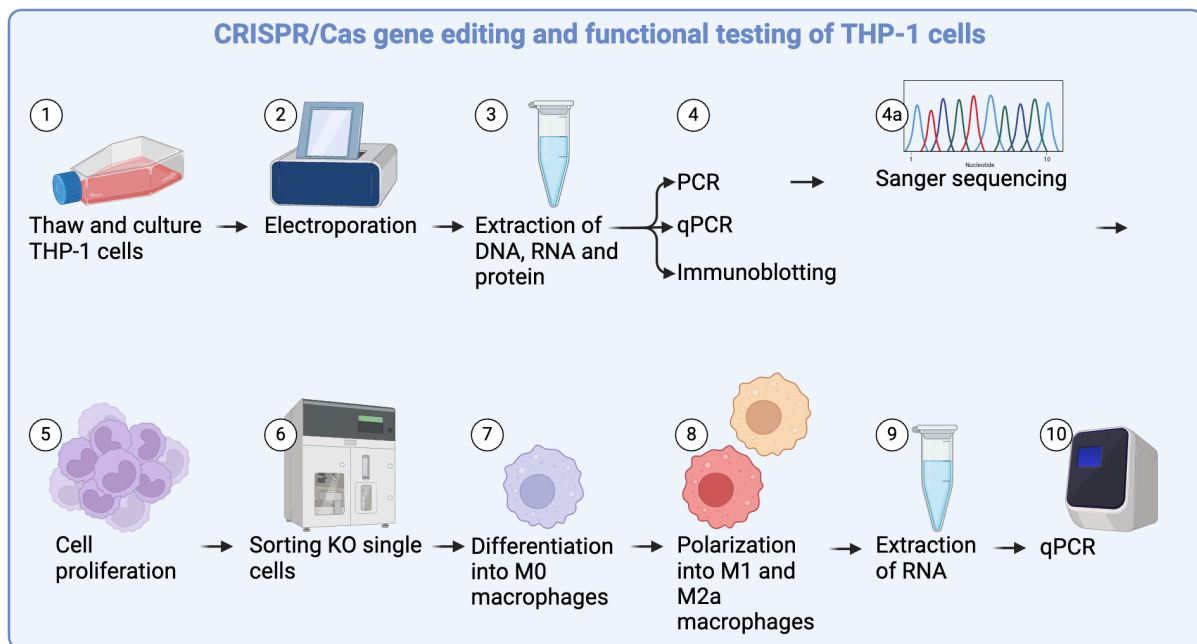 CRISPR/Cas gene editing and functional testing of THP-1 cells
1
Thaw and culture
THP-1 cells
2
Electroporation
3
Extraction of
DNA, RNA and
protein
4
PCR
qPCR
Immunoblotting
4a
1
10
Nucleotide
Sanger sequencing
5
Cell
proliferation
6
Sorting KO single
cells
7
Differentiation
into M0
macrophages
8
Polarization
into M1 and
M2a
macrophages
9
Extraction
of RNA
10
qPCR